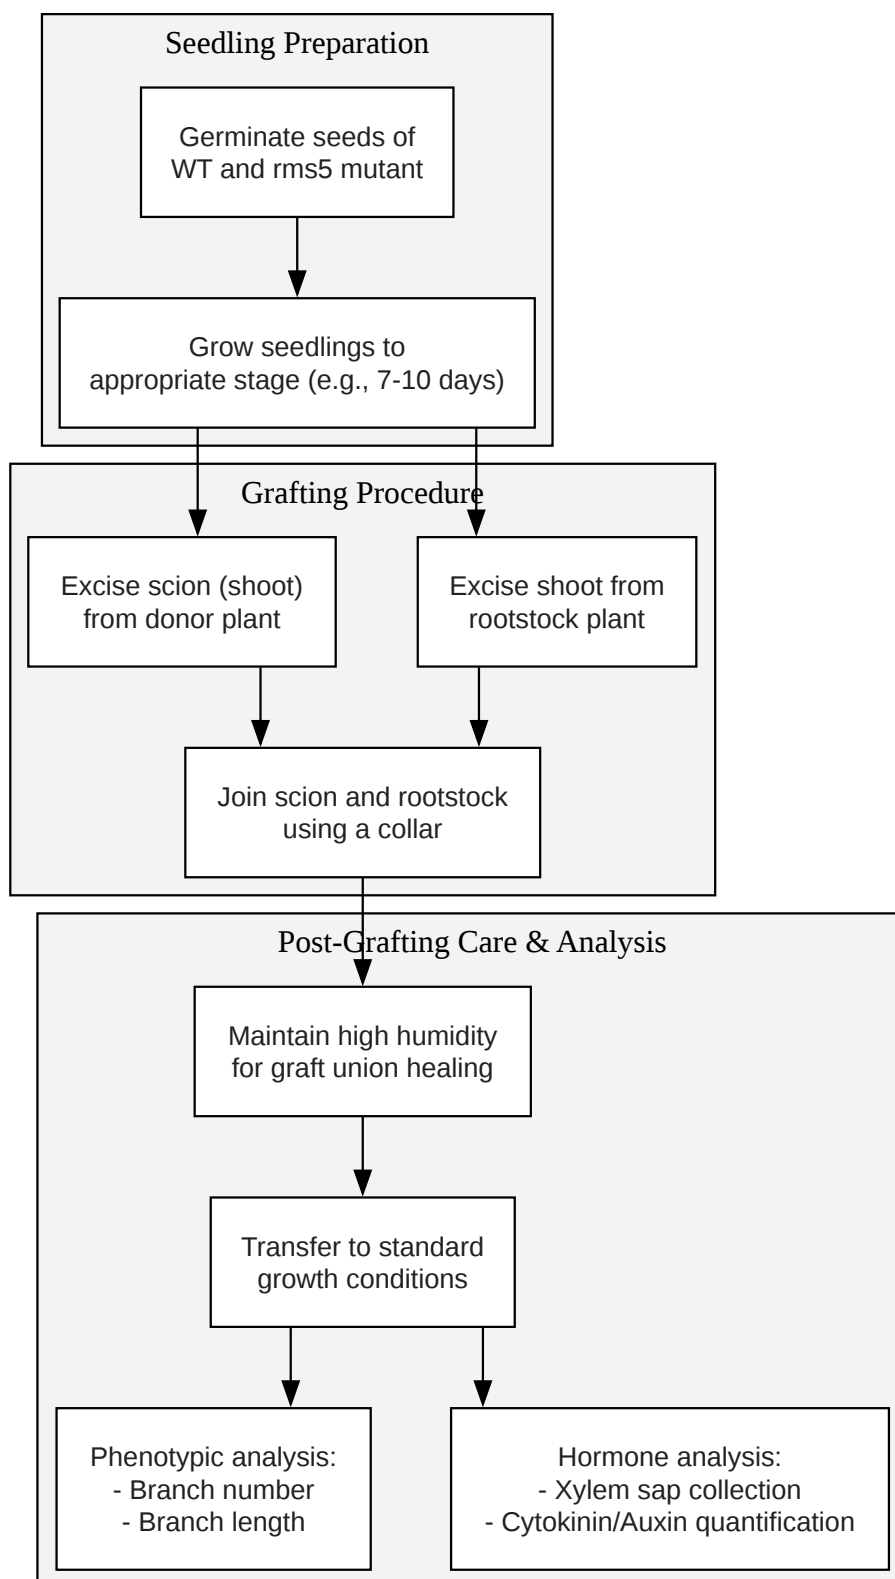 Seedling Preparation
Germinate seeds of
WT and rms5 mutant
Grow seedlings to
appropriate stage (e.g., 7-10 days)
Grafting Procedure
Excise scion (shoot)
from donor plant
Excise shoot from
rootstock plant
Join scion and rootstock
using a collar
Post-Grafting Care & Analysis
Maintain high humidity
for graft union healing
Transfer to standard
growth conditions
Phenotypic analysis:
- Branch number
- Branch length
Hormone analysis:
- Xylem sap collection
- Cytokinin/Auxin quantification